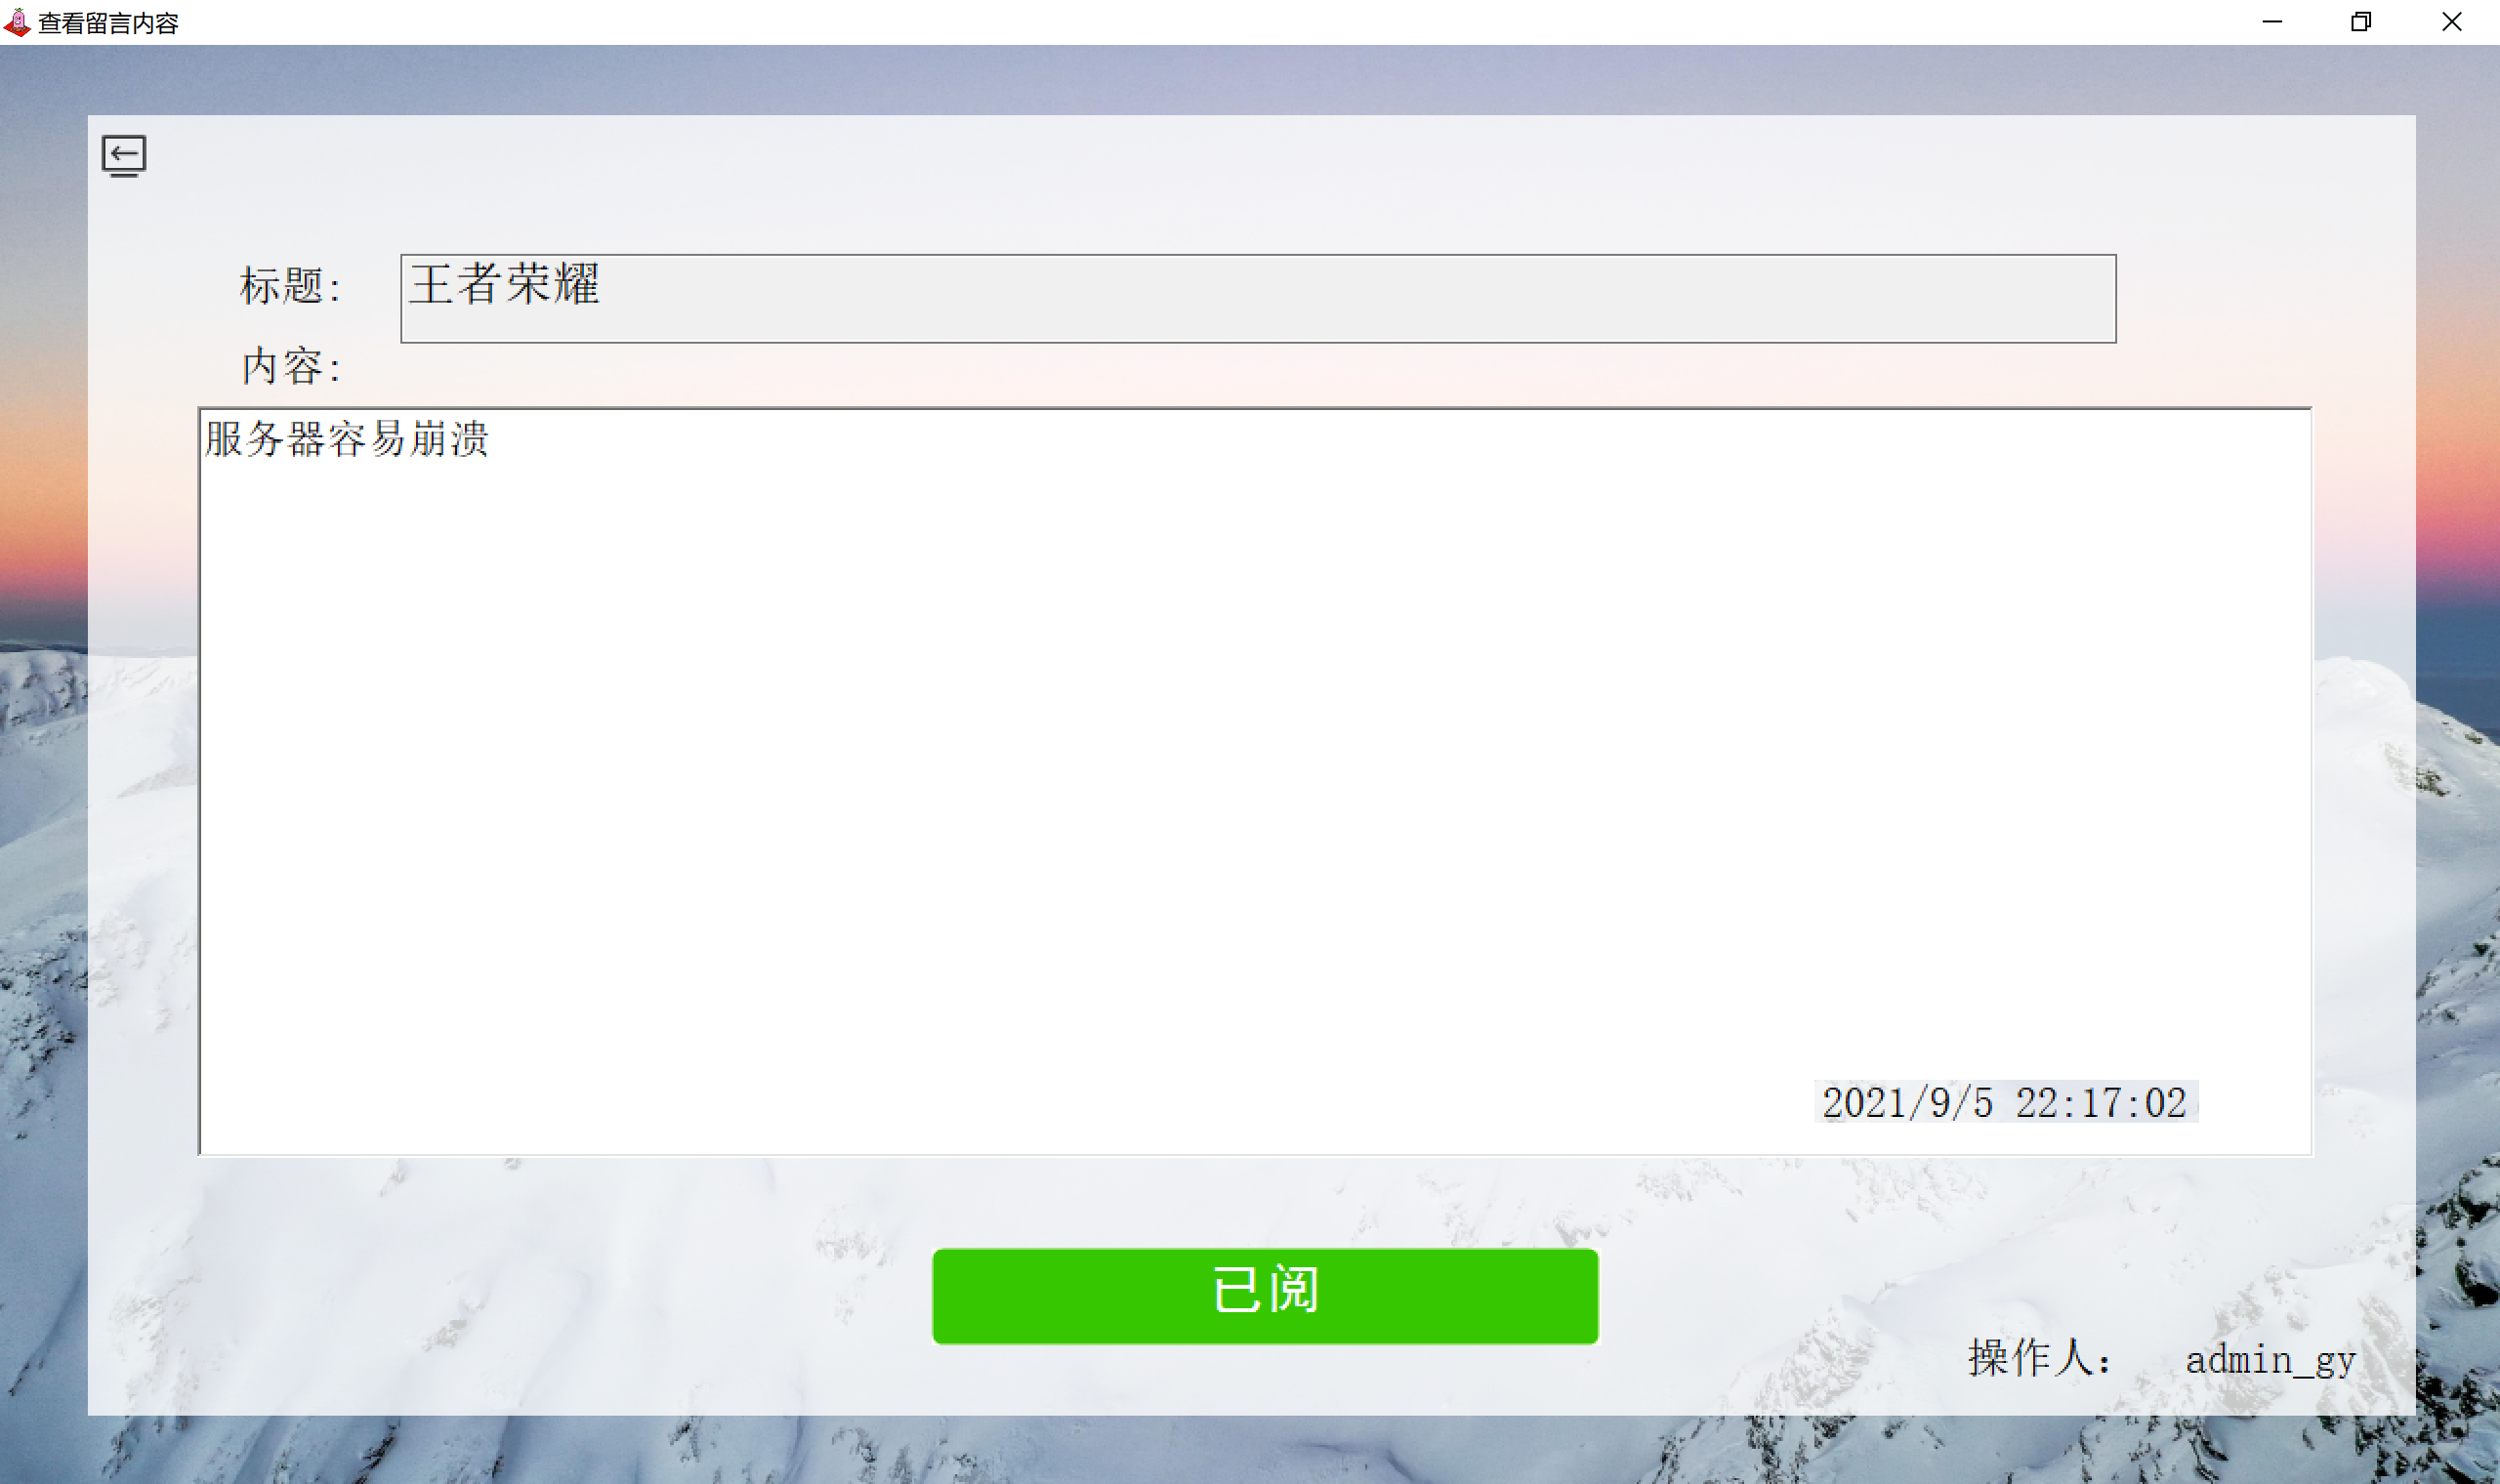 查看留言内容
标题:
王者荣耀
内容:
服务器容易崩溃
2021/9/5 22:17:02
已阅
操作人： admin_gy